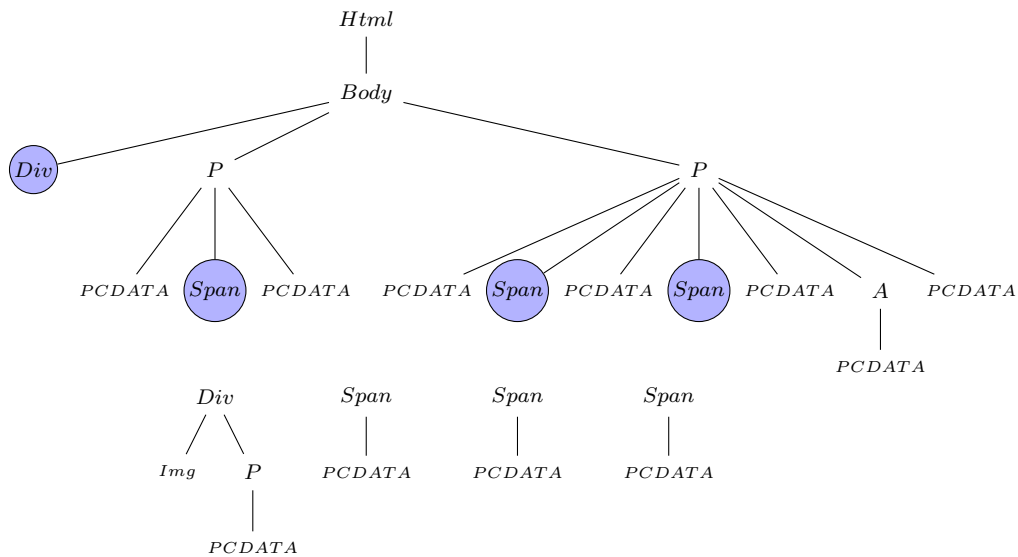 Html
Body
Div P P
PCDATA Span PCDATA PCDATA Span PCDATA Span PCDATA A PCDATA
PCDATA
Div Span Span Span
Img P PCDATA PCDATA PCDATA
PCDATA